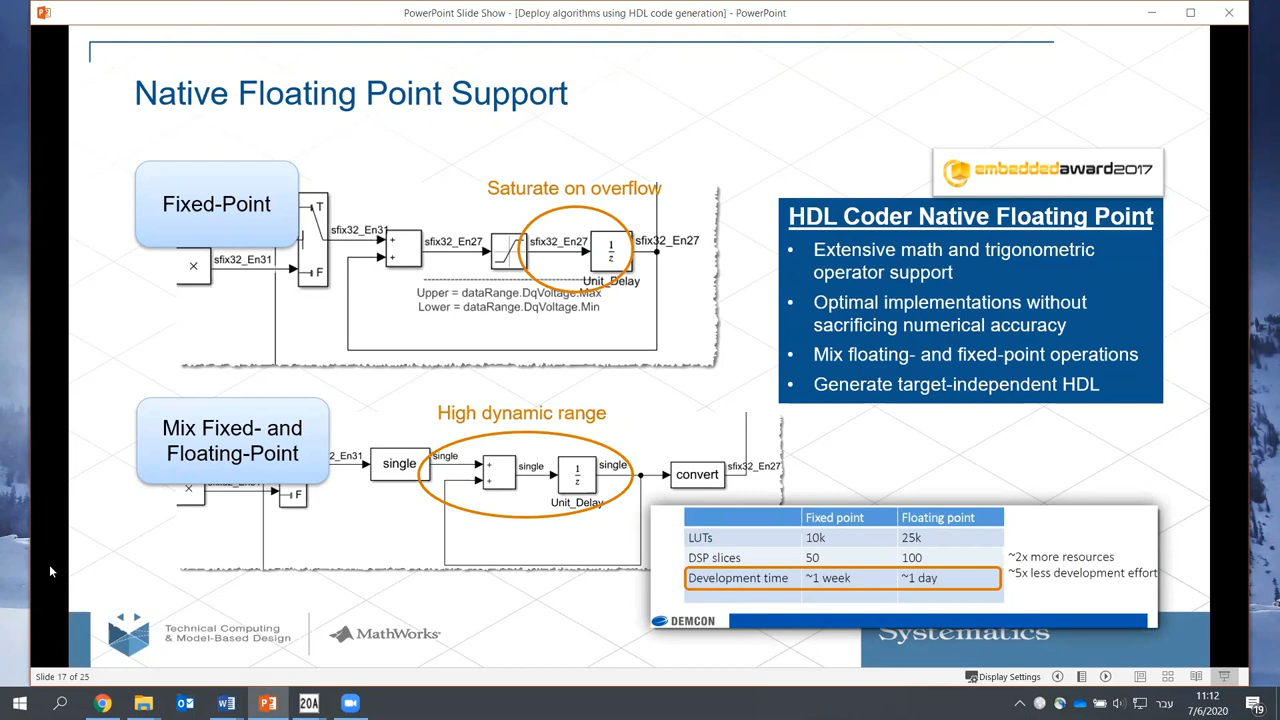 PowerPoint Slide Show - [Deploy algorithms using HDL code generation] - PowerPoint
Native Floating Point Support
Fixed-Point
Saturate on overflow
T
F
×
sfix32_En31
sfix32_En31
+
+
sfix32_En27
sfix32_En27
1
z
sfix32_En27
Unit_Delay
Upper = dataRange.DqVoltage.Max
Lower = dataRange.DqVoltage.Min
embeddedaward2017
HDL Coder Native Floating Point
• Extensive math and trigonometric
operator support
• Optimal implementations without
sacrificing numerical accuracy
• Mix floating- and fixed-point operations
• Generate target-independent HDL
Mix Fixed- and
Floating-Point
High dynamic range
2_En31
×
F
single
single
+
+
single
1
z
single
Unit_Delay
convert
sfix32_En27
Fixed point Floating point
LUTs 10k 25k
DSP slices 50 100
Development time ~1 week ~1 day
~2x more resources
~5x less development effort
DEMCON
Technical Computing
& Model-Based Design
MathWorks
Systematics
Slide 17 of 25
Display Settings
20A
עבר
11:12
7/6/2020
19